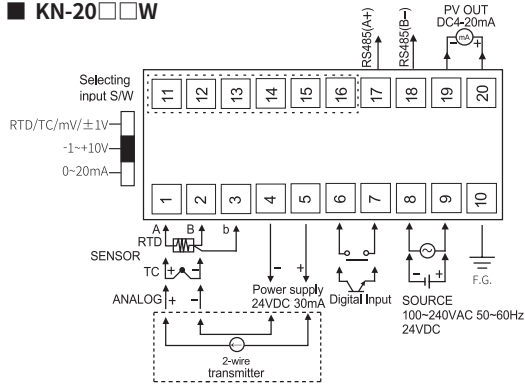 ■ KN-20□□W
PV OUT
DC4-20mA
RS485(A+)
RS485(B−)
− mA +
Selecting
input S/W
11 12 13 14 15 16 17 18 19 20
RTD/TC/mV/±1V
-1~+10V
0~20mA
1 2 3 4 5 6 7 8 9 10
A B b
RTD
SENSOR
TC + −
− +
− +
F.G.
ANALOG + −
Power supply
24VDC 30mA
Digital Input
SOURCE
100~240VAC 50~60Hz
24VDC
2-wire
transmitter